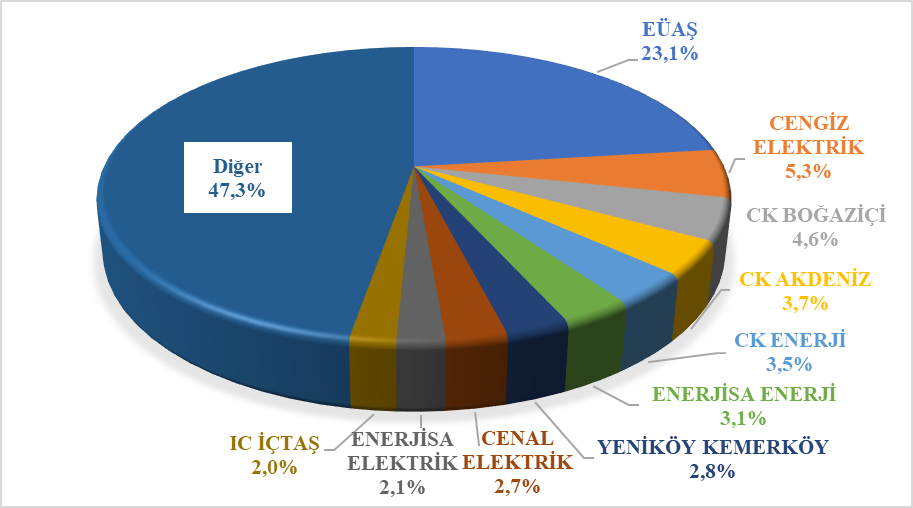 EÜAŞ
23,1%
CENGİZ
ELEKTRİK
5,3%
CK BOĞAZİÇİ
4,6%
CK AKDENİZ
3,7%
CK ENERJİ
3,5%
ENERJİSA ENERJİ
3,1%
YENİKÖY KEMERKÖY
2,8%
CENAL
ELEKTRİK
2,7%
ENERJİSA
ELEKTRİK
2,1%
IC İÇTAŞ
2,0%
Diğer
47,3%